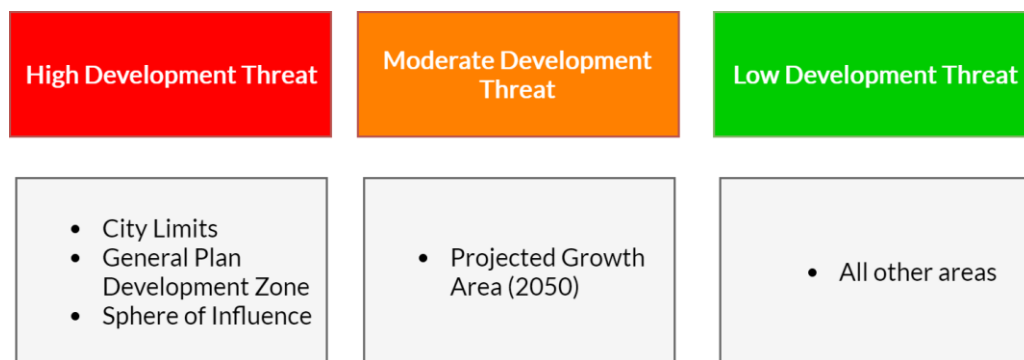 High Development Threat
Moderate Development
Threat
Low Development Threat
• City Limits
• General Plan
Development Zone
• Sphere of Influence
• Projected Growth
Area (2050)
• All other areas